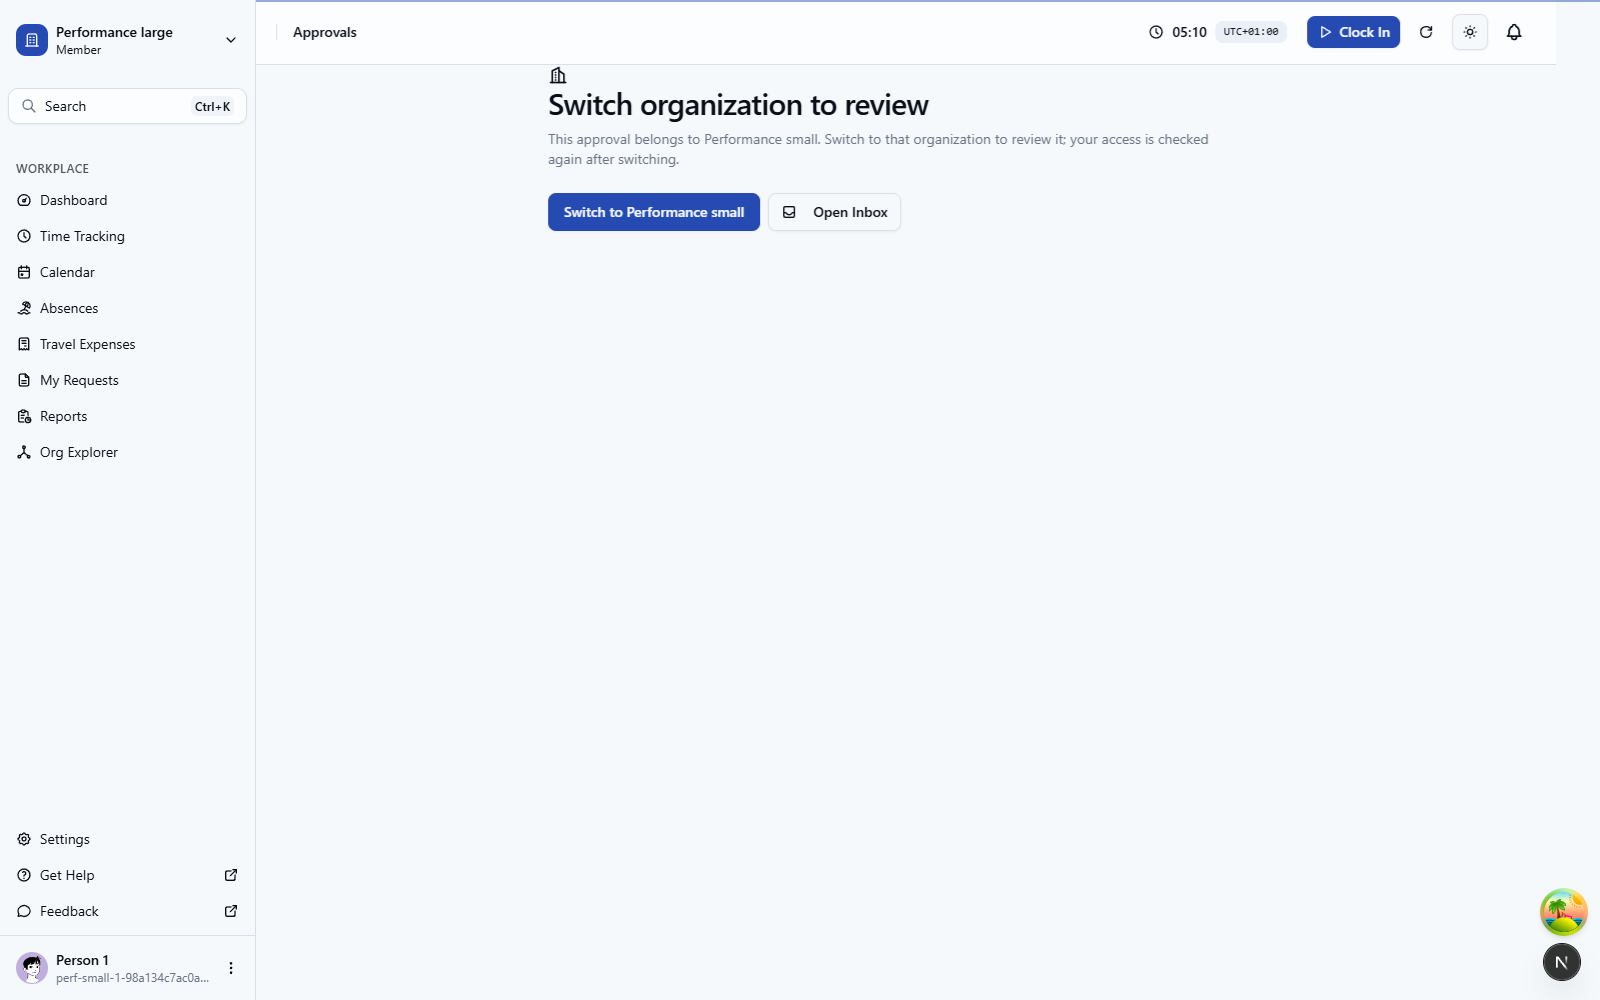 Performance large
Member
Search
Ctrl+K
WORKPLACE
Dashboard
Time Tracking
Calendar
Absences
Travel Expenses
My Requests
Reports
Org Explorer
Settings
Get Help
Feedback
Person 1
perf-small-1-98a134c7ac0a...
Approvals
05:10
UTC+01:00
Clock In
Switch organization to review
This approval belongs to Performance small. Switch to that organization to review it; your access is checked
again after switching.
Switch to Performance small
Open Inbox
N